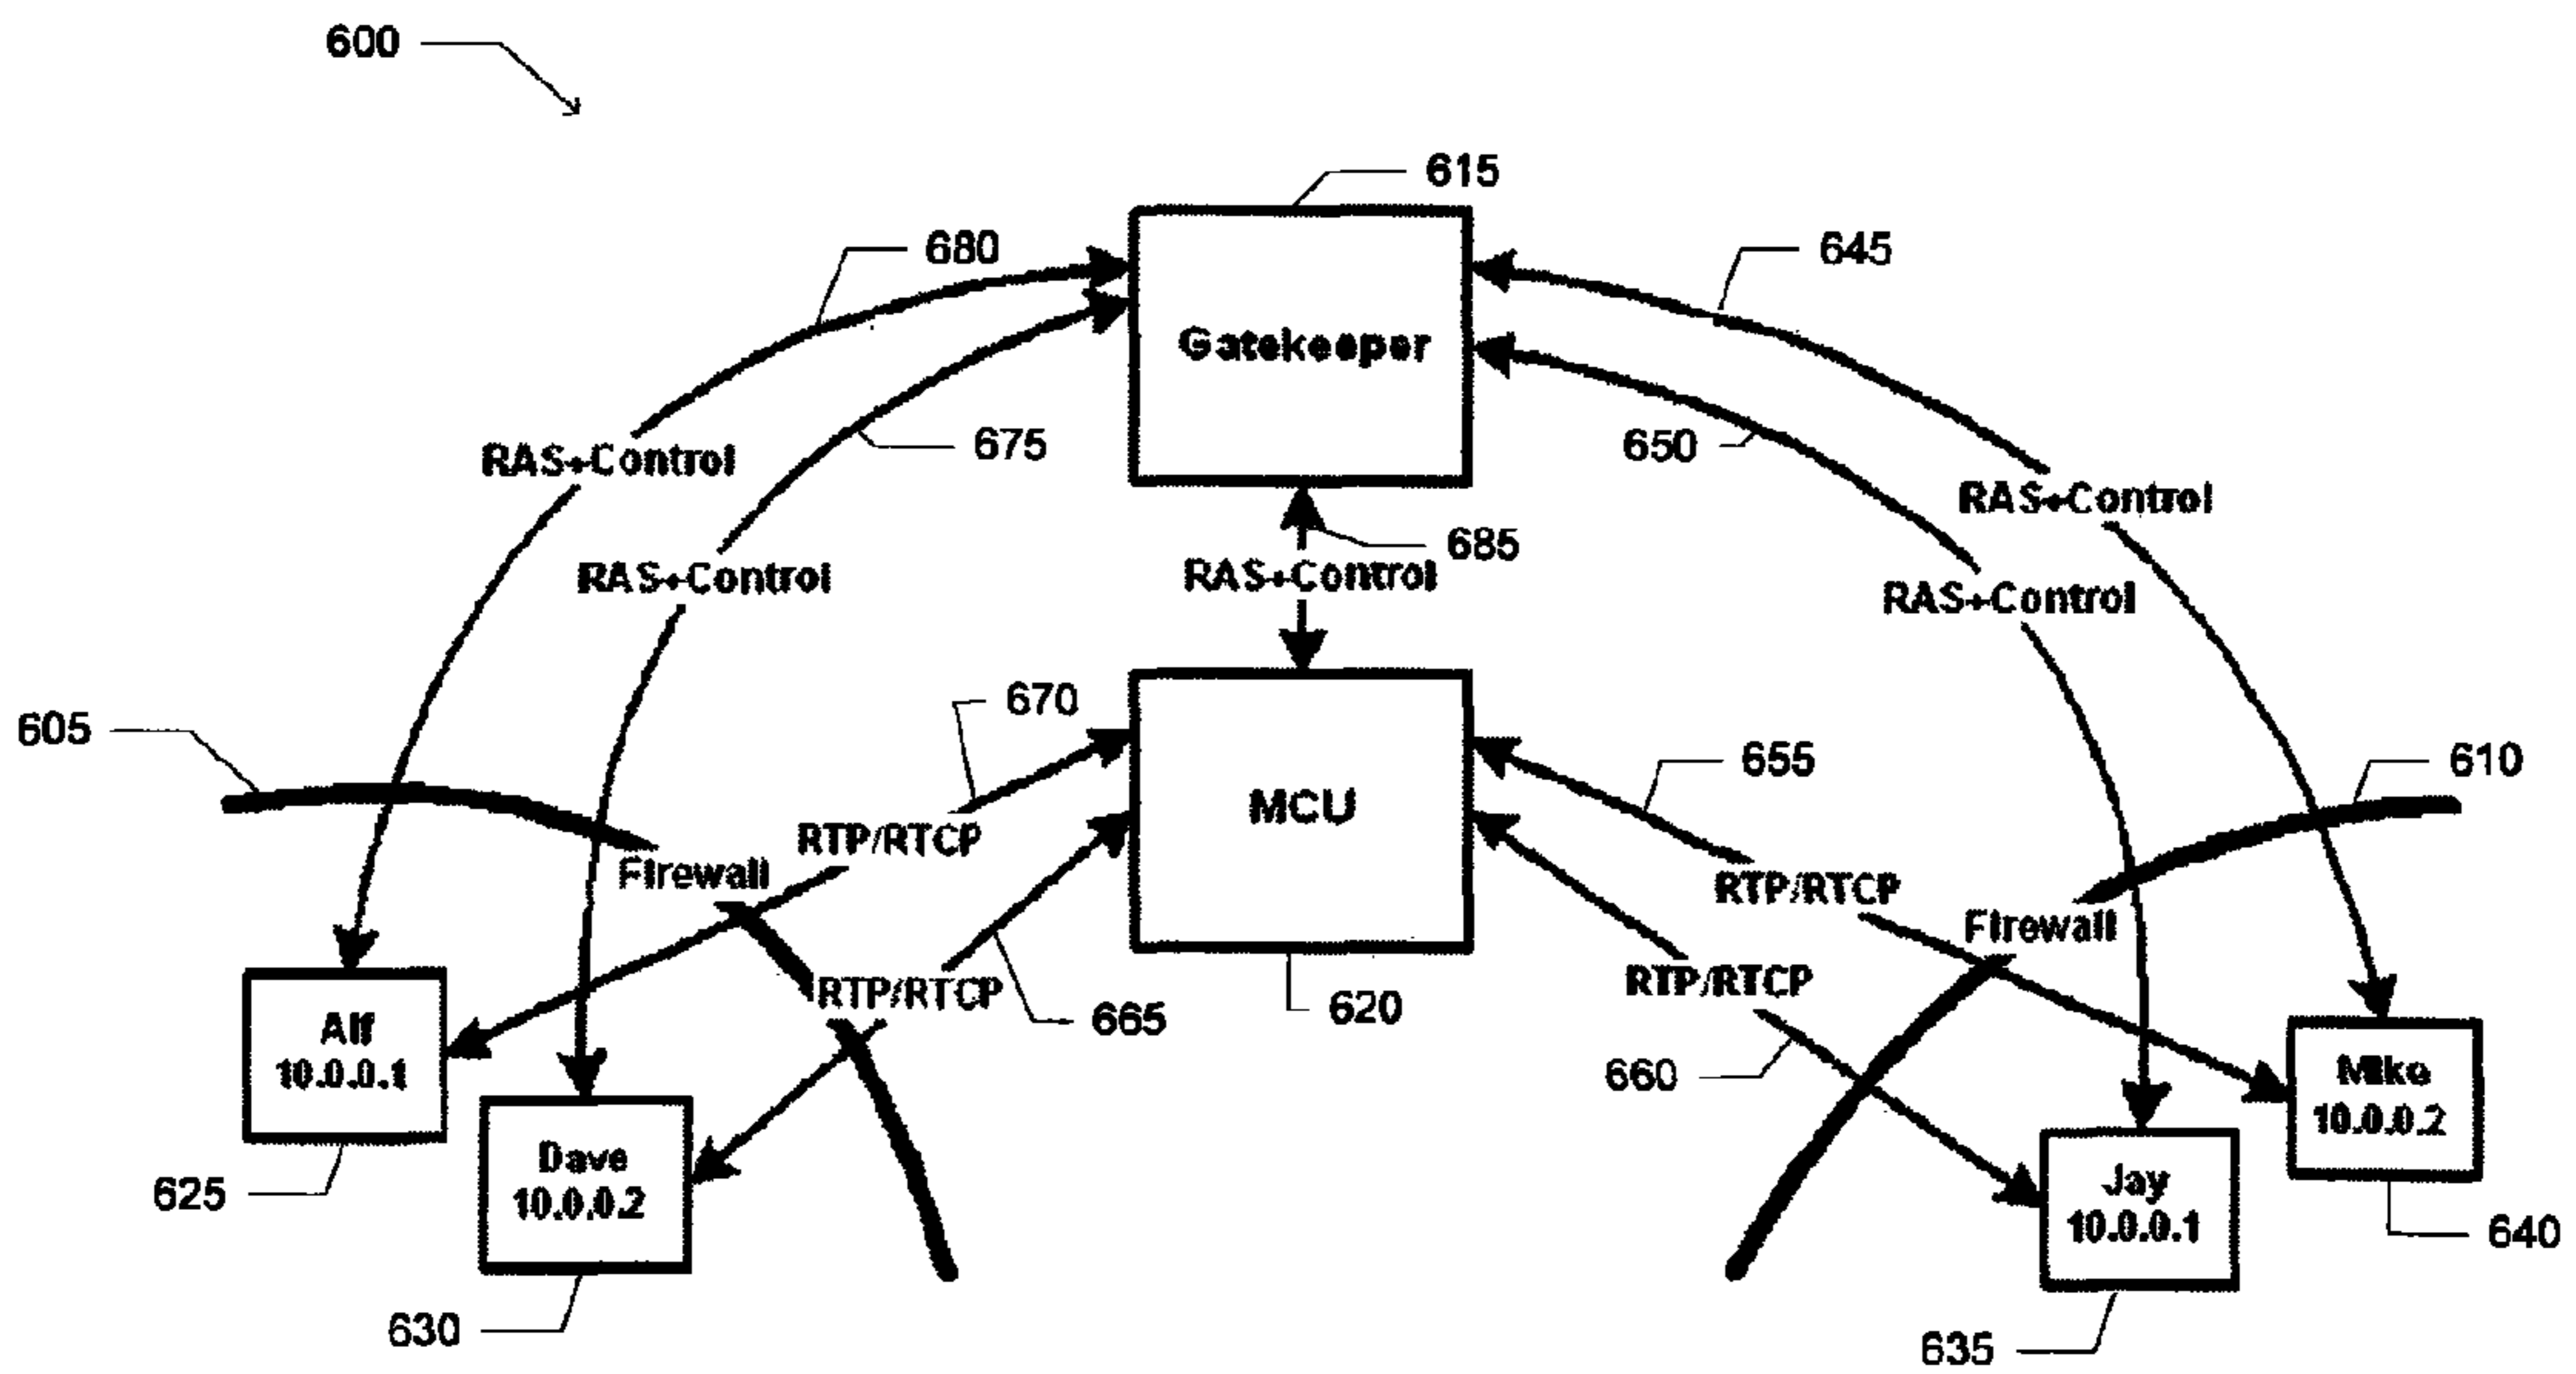 600
615
680
645
Gatekeeper
675
650
RAS+Control
RAS+Control
685
RAS+Control
RAS+Control
RAS+Control
670
605
655
610
MCU
RTP/RTCP
Firewall
RTP/RTCP
Firewall
RTP/RTCP
RTP/RTCP
665
620
660
Alf
10.0.0.1
Mike
10.0.0.2
Dave
10.0.0.2
Jay
10.0.0.1
625
640
630
635